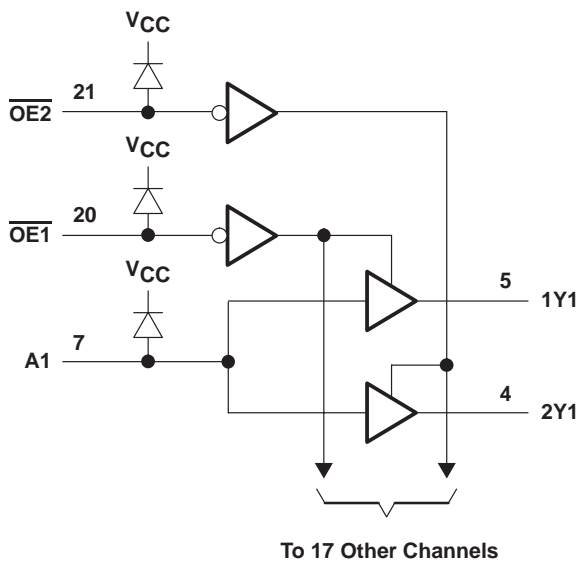 VCC
21
OE2
VCC
20
OE1
VCC
5
1Y1
7
A1
4
2Y1
To 17 Other Channels